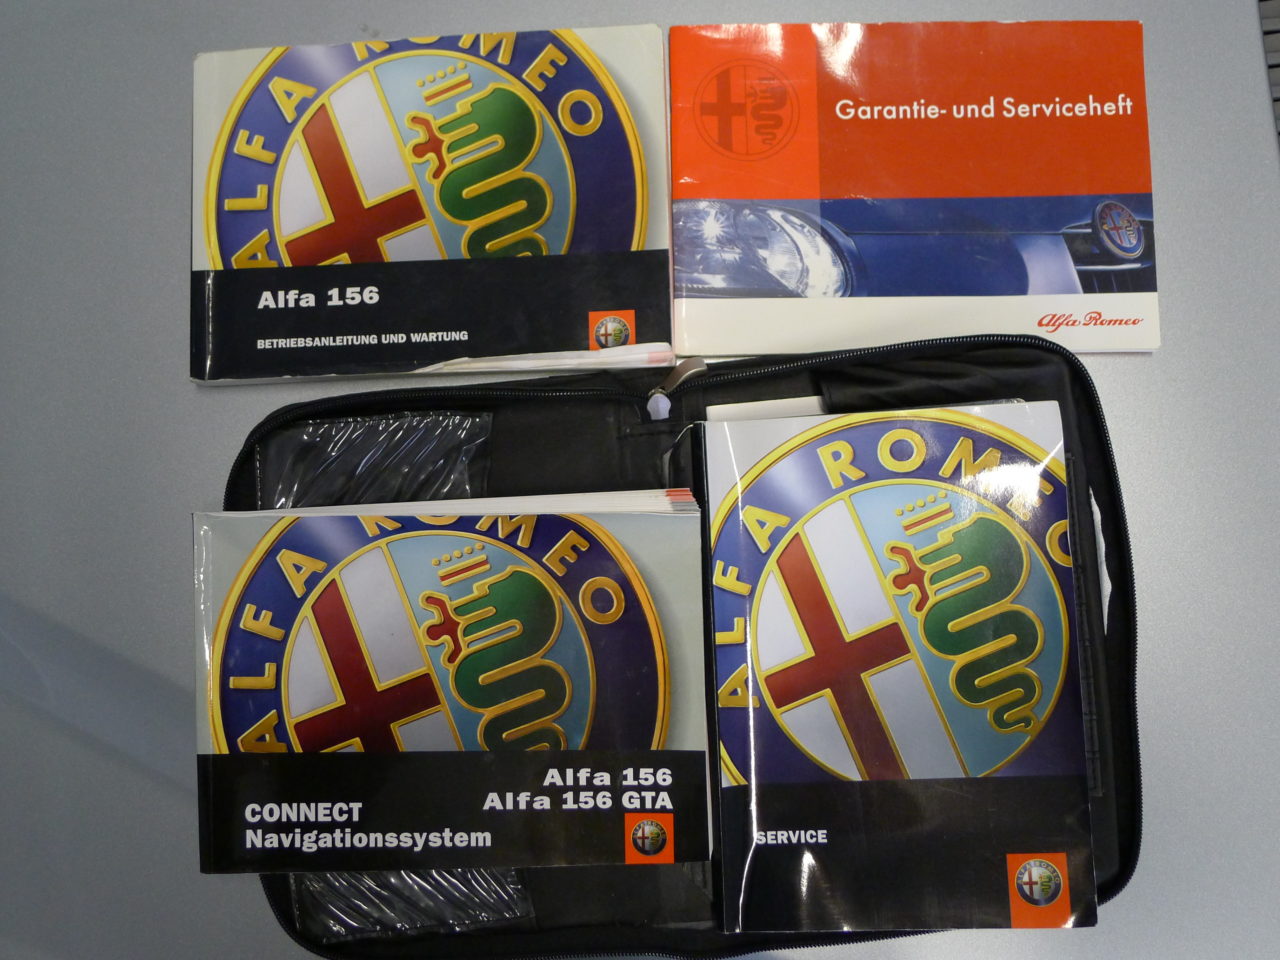 ALFA ROMEO
Alfa 156
BETRIEBSANLEITUNG UND WARTUNG
Garantie- und Serviceheft
Alfa Romeo
ALFA ROMEO
Alfa 156
Alfa 156 GTA
CONNECT
Navigationssystem
ALFA ROMEO
SERVICE